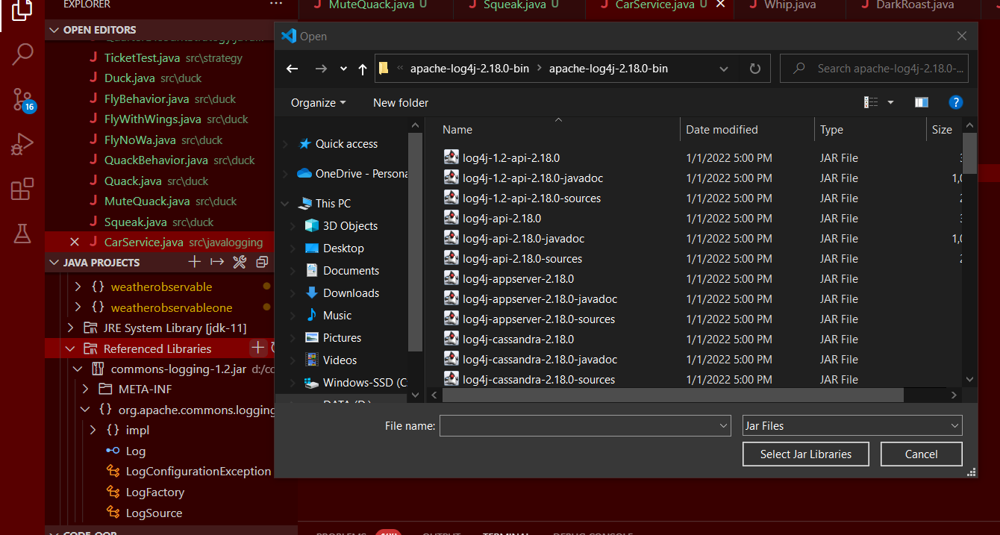 EXPLORER
MuteQuack.java U
Squeak.java U
CarService.java U
Whip.java
DarkRoast.java
OPEN EDITORS
TicketTest.java src\strategy
Duck.java src\duck
FlyBehavior.java src\duck
FlyWithWings.java src\duck
FlyNoWa.java src\duck
QuackBehavior.java src\duck
Quack.java src\duck
MuteQuack.java src\duck
Squeak.java src\duck
CarService.java src\javalogging
16
JAVA PROJECTS
weatherobservable
weatherobservableone
JRE System Library [jdk-11]
Referenced Libraries
commons-logging-1.2.jar d:/co
META-INF
org.apache.commons.logging
impl
Log
LogConfigurationException
LogFactory
LogSource
CODE OOP
Open
apache-log4j-2.18.0-bin
apache-log4j-2.18.0-bin
Search apache-log4j-2.18.0-...
Organize
New folder
?
Quick access
OneDrive - Persona
This PC
3D Objects
Desktop
Documents
Downloads
Music
Pictures
Videos
Windows-SSD (C
DATA (D:)
Name Date modified Type Size
log4j-1.2-api-2.18.0 1/1/2022 5:00 PM JAR File
log4j-1.2-api-2.18.0-javadoc 1/1/2022 5:00 PM JAR File 1,0
log4j-1.2-api-2.18.0-sources 1/1/2022 5:00 PM JAR File
log4j-api-2.18.0 1/1/2022 5:00 PM JAR File
log4j-api-2.18.0-javadoc 1/1/2022 5:00 PM JAR File 1,0
log4j-api-2.18.0-sources 1/1/2022 5:00 PM JAR File
log4j-appserver-2.18.0 1/1/2022 5:00 PM JAR File
log4j-appserver-2.18.0-javadoc 1/1/2022 5:00 PM JAR File
log4j-appserver-2.18.0-sources 1/1/2022 5:00 PM JAR File
log4j-cassandra-2.18.0 1/1/2022 5:00 PM JAR File
log4j-cassandra-2.18.0-javadoc 1/1/2022 5:00 PM JAR File
log4j-cassandra-2.18.0-sources 1/1/2022 5:00 PM JAR File
File name:
Jar Files
Select Jar Libraries
Cancel
PROBLEMS
OUTPUT
TERMINAL
DEBUG CONSOLE